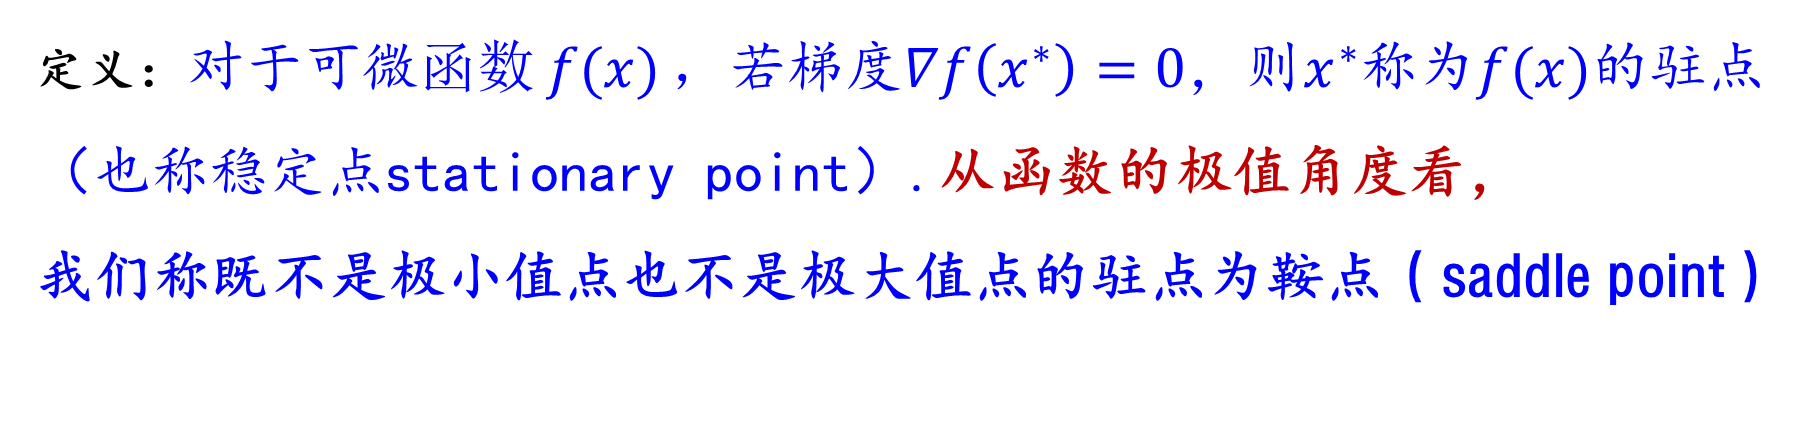 定义：对于可微函数 f(x)，若梯度∇f(x*) = 0，则x*称为f(x)的驻点
（也称稳定点stationary point）.从函数的极值角度看，
我们称既不是极小值点也不是极大值点的驻点为鞍点 ( saddle point )